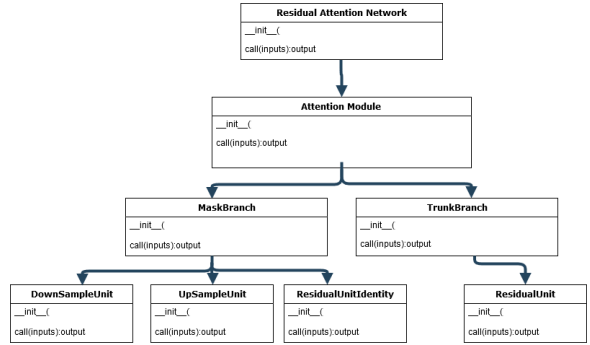 Residual Attention Network
__init__(
call(inputs):output
Attention Module
__init__(
call(inputs):output
MaskBranch
__init__(
call(inputs):output
TrunkBranch
__init__(
call(inputs):output
DownSampleUnit
__init__(
call(inputs):output
UpSampleUnit
__init__(
call(inputs):output
ResidualUnitIdentity
__init__(
call(inputs):output
ResidualUnit
__init__(
call(inputs):output